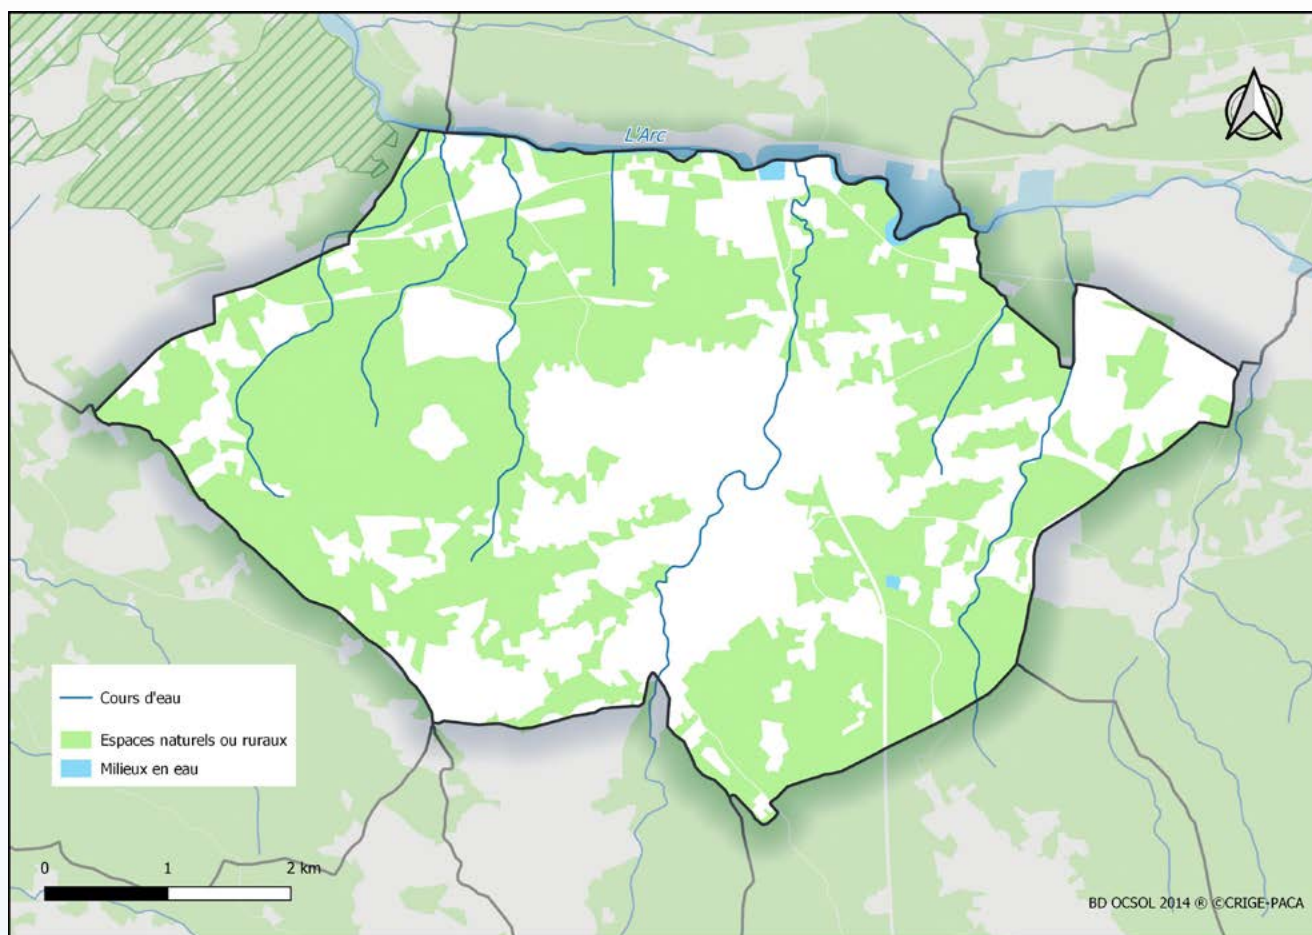 L'Arc
Cours d'eau
Espaces naturels ou ruraux
Milieux en eau
0 1 2 km
BD OCSOL 2014 ® ©CRIGE-PACA